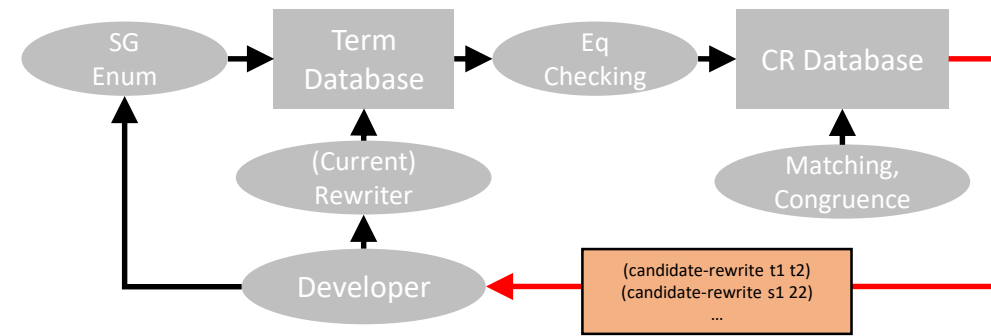 SG
Enum
Term
Database
Eq
Checking
CR Database
(Current)
Rewriter
Matching,
Congruence
Developer
(candidate-rewrite t1 t2)
(candidate-rewrite s1 22)
...